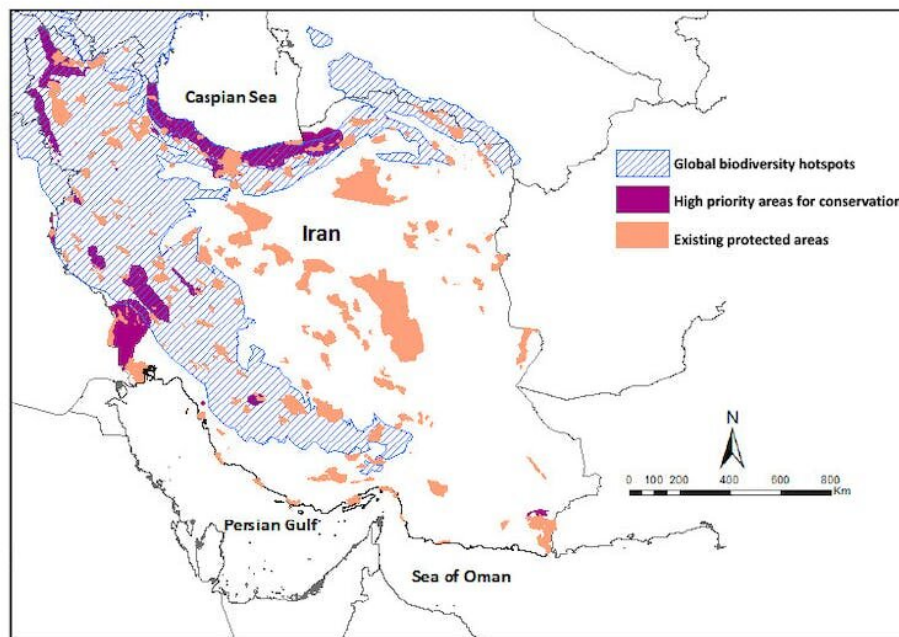 Caspian Sea
Global biodiversity hotspots
High priority areas for conservation
Existing protected areas
Iran
N
0 100 200 400 600 800
Km
Persian Gulf
Sea of Oman